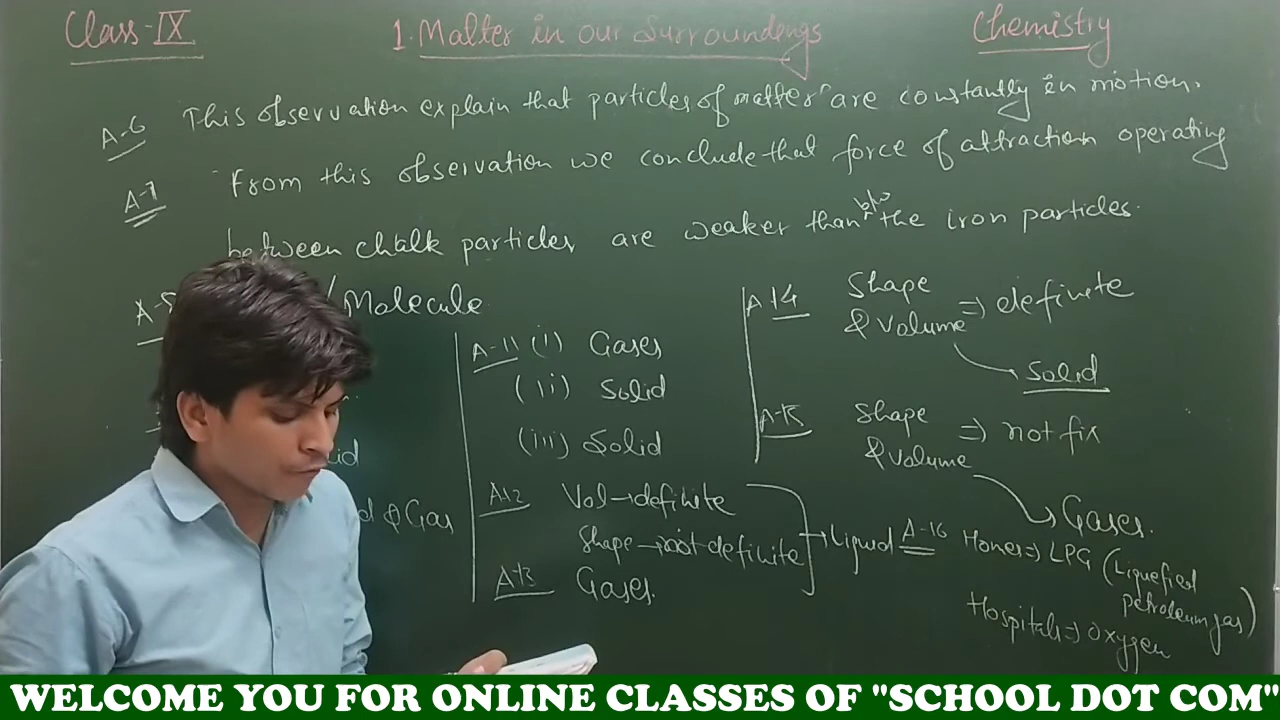 Class-IX
1. Matter in our Surroundings
Chemistry
A-6 This observation explain that particles of matter are constantly in motion.
A-7 From this observation we conclude that force of attraction operating
between chalk particles are weaker than b/w the iron particles.
A-8 / Molecule
id
d & Gas
A-11 (i) Gases
(ii) Solid
(iii) Solid
A-12 Vol→definite
Shape→not definite → Liquid
A-13 Gases.
A-14 Shape
& volume ⇒ definite
Solid
A-15 Shape
& volume ⇒ not fix
Gases.
A-16 Homes ⇒ LPG (Liquefied
petroleum gas)
Hospitals ⇒ Oxygen
WELCOME YOU FOR ONLINE CLASSES OF "SCHOOL DOT COM"